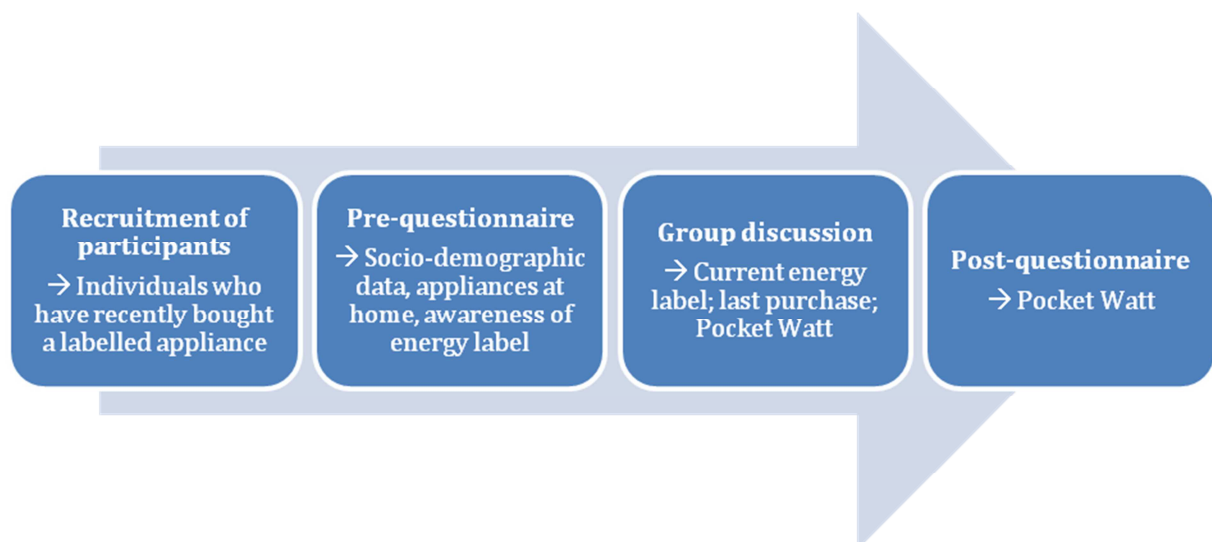 Recruitment of
participants
→ Individuals who
have recently bought
a labelled appliance
Pre-questionnaire
→ Socio-demographic
data, appliances at
home, awareness of
energy label
Group discussion
→ Current energy
label; last purchase;
Pocket Watt
Post-questionnaire
→ Pocket Watt